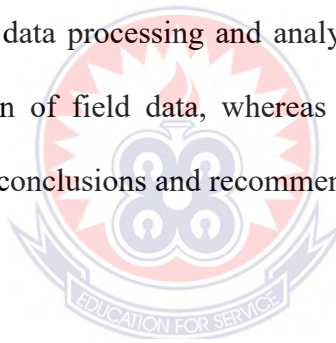 data processing and analy
n of field data, whereas
conclusions and recommen
EDUCATION FOR SERVICE